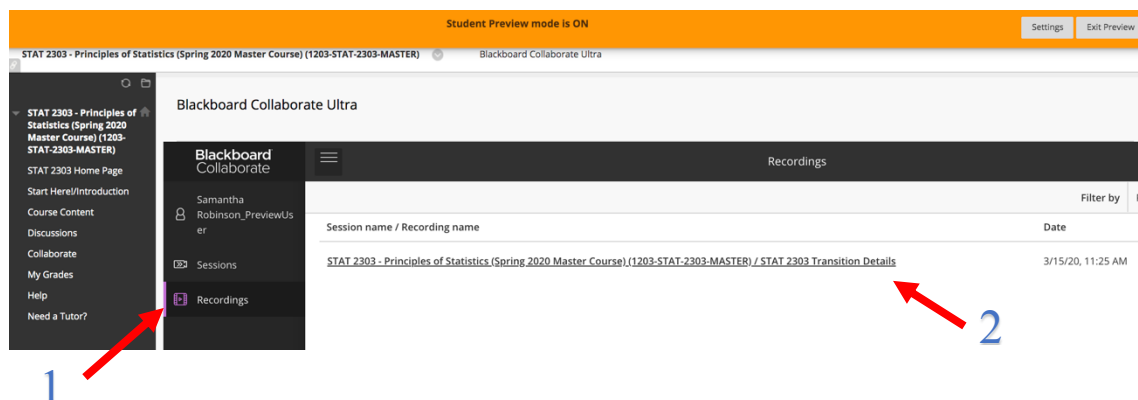 Student Preview mode is ON
Settings
Exit Preview
STAT 2303 - Principles of Statistics (Spring 2020 Master Course) (1203-STAT-2303-MASTER)
Blackboard Collaborate Ultra
STAT 2303 - Principles of
Statistics (Spring 2020
Master Course) (1203-
STAT-2303-MASTER)
STAT 2303 Home Page
Start Here!/Introduction
Course Content
Discussions
Collaborate
My Grades
Help
Need a Tutor?
Blackboard Collaborate Ultra
Blackboard
Collaborate
Samantha
Robinson_PreviewUs
er
Sessions
Recordings
Recordings
Filter by
Session name / Recording name
Date
STAT 2303 - Principles of Statistics (Spring 2020 Master Course) (1203-STAT-2303-MASTER) / STAT 2303 Transition Details
3/15/20, 11:25 AM
1
2